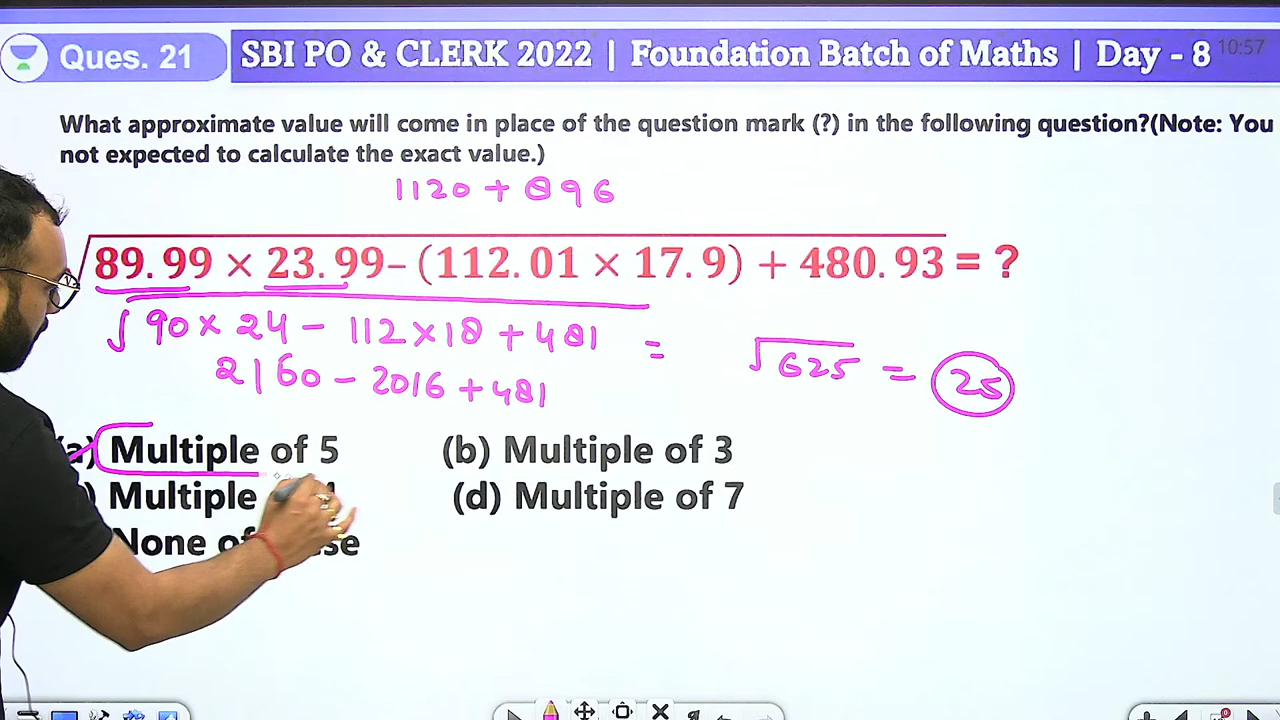 Ques. 21
SBI PO & CLERK 2022 | Foundation Batch of Maths | Day - 8
10:57
What approximate value will come in place of the question mark (?) in the following question?(Note: You
not expected to calculate the exact value.)
1120 + 896
√89.99 × 23.99– (112.01 × 17.9) + 480.93 = ?
√90 × 24 - 112 × 18 + 481 =
2160 - 2016 + 481
√625 = 25
(a) Multiple of 5
(b) Multiple of 3
) Multiple
(d) Multiple of 7
None of